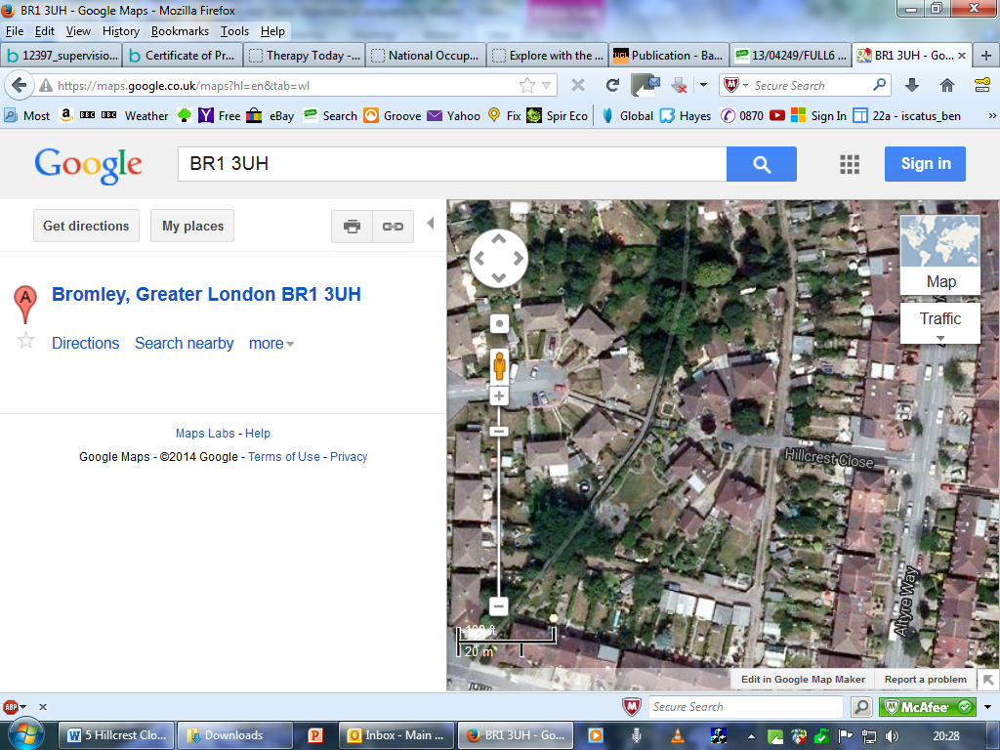 BR1 3UH - Google Maps - Mozilla Firefox
File Edit View History Bookmarks Tools Help
12397_supervisio... Certificate of Pr... Therapy Today -... National Occup... Explore with the ... Publication - Ba... 13/04249/FULL6 ... BR1 3UH - Go...
https://maps.google.co.uk/maps?hl=en&tab=wl Secure Search
Most BBC BBC Weather Free eBay Search Groove Yahoo Fix Spir Eco Global Hayes 0870 Sign In 22a - iscatus_ben »
Google BR1 3UH Sign in
Get directions My places
A Bromley, Greater London BR1 3UH
Directions Search nearby more
Maps Labs - Help
Google Maps - ©2014 Google - Terms of Use - Privacy
Map
Traffic
Hillcrest Close
Altyre Way
100 ft
20 m
Edit in Google Map Maker Report a problem
ABP Secure Search McAfee
5 Hillcrest Clo... Downloads Inbox - Main ... BR1 3UH - Go... 20:28